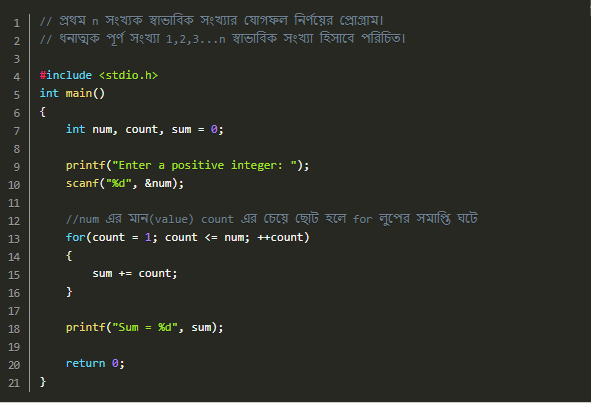 1 // প্রথম n সংখ্যক স্বাভাবিক সংখ্যার যোগফল নির্ণয়ের প্রোগ্রাম।
2 // ধনাত্মক পূর্ণ সংখ্যা 1,2,3...n স্বাভাবিক সংখ্যা হিসাবে পরিচিত।
3
4 #include <stdio.h>
5 int main()
6 {
7     int num, count, sum = 0;
8
9     printf("Enter a positive integer: ");
10     scanf("%d", &num);
11
12     //num এর মান(value) count এর চেয়ে ছোট হলে for লুপের সমাপ্তি ঘটে
13     for(count = 1; count <= num; ++count)
14     {
15         sum += count;
16     }
17
18     printf("Sum = %d", sum);
19
20     return 0;
21 }